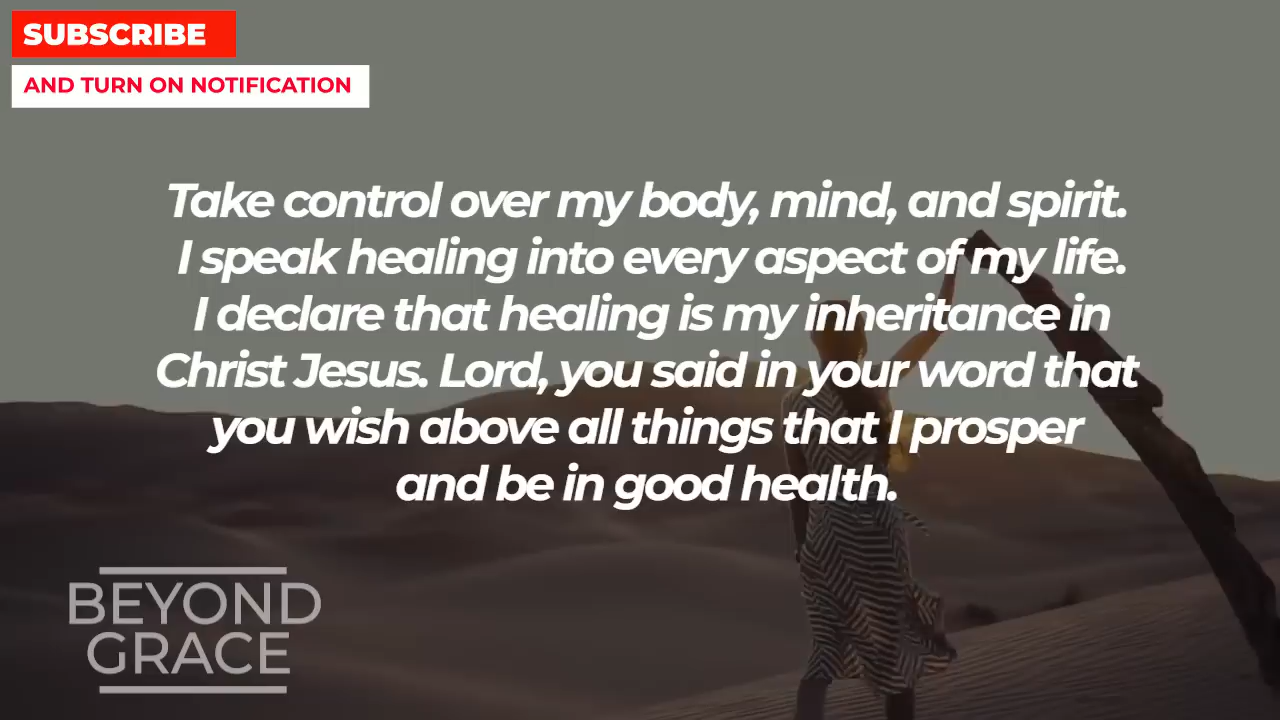 SUBSCRIBE
AND TURN ON NOTIFICATION
Take control over my body, mind, and spirit.
I speak healing into every aspect of my life.
I declare that healing is my inheritance in
Christ Jesus. Lord, you said in your word that
you wish above all things that I prosper
and be in good health.
BEYOND
GRACE